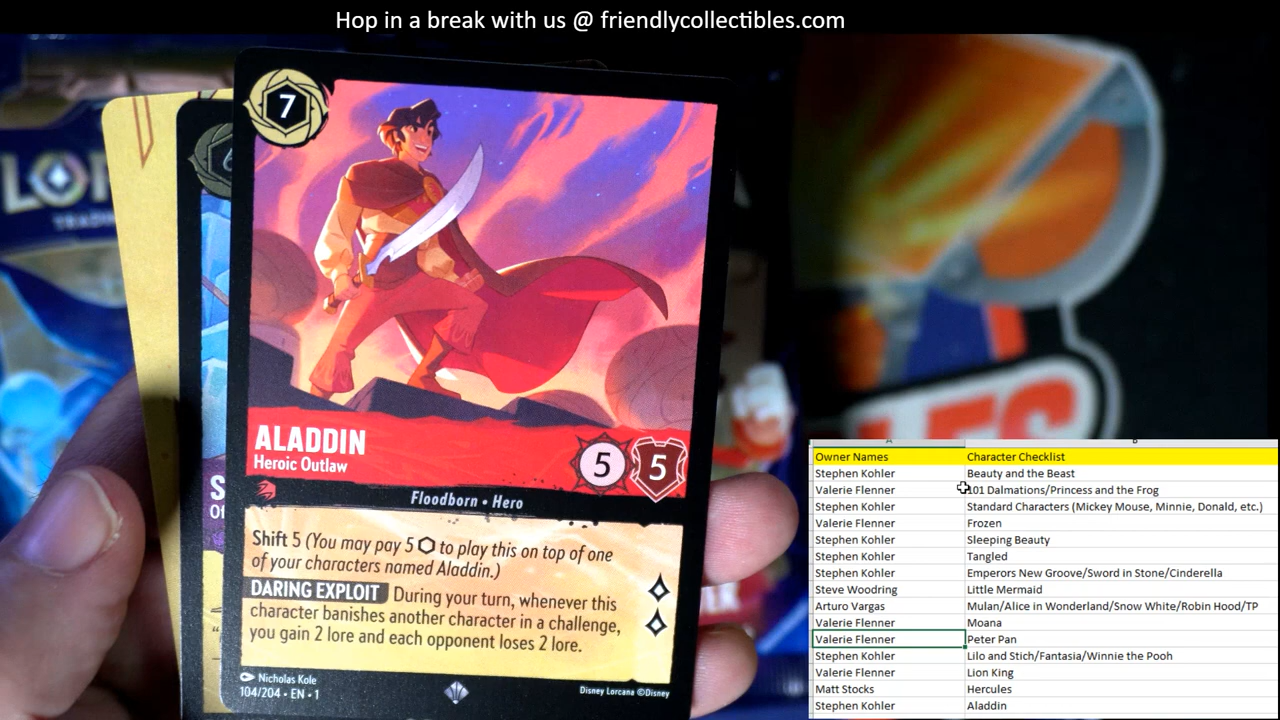 Hop in a break with us @ friendlycollectibles.com
7
ALADDIN
Heroic Outlaw
5
5
Floodborn • Hero
Shift 5 (You may pay 5 ⬡ to play this on top of one
of your characters named Aladdin.)
DARING EXPLOIT During your turn, whenever this
character banishes another character in a challenge,
you gain 2 lore and each opponent loses 2 lore.
Nicholas Kole
104/204 • EN • 1
Disney Lorcana ©Disney
LOR
TRADIN
S
Of
Owner Names Character Checklist
Stephen Kohler Beauty and the Beast
Valerie Flenner 101 Dalmations/Princess and the Frog
Stephen Kohler Standard Characters (Mickey Mouse, Minnie, Donald, etc.)
Valerie Flenner Frozen
Stephen Kohler Sleeping Beauty
Stephen Kohler Tangled
Stephen Kohler Emperors New Groove/Sword in Stone/Cinderella
Steve Woodring Little Mermaid
Arturo Vargas Mulan/Alice in Wonderland/Snow White/Robin Hood/TP
Valerie Flenner Moana
Valerie Flenner Peter Pan
Stephen Kohler Lilo and Stich/Fantasia/Winnie the Pooh
Valerie Flenner Lion King
Matt Stocks Hercules
Stephen Kohler Aladdin